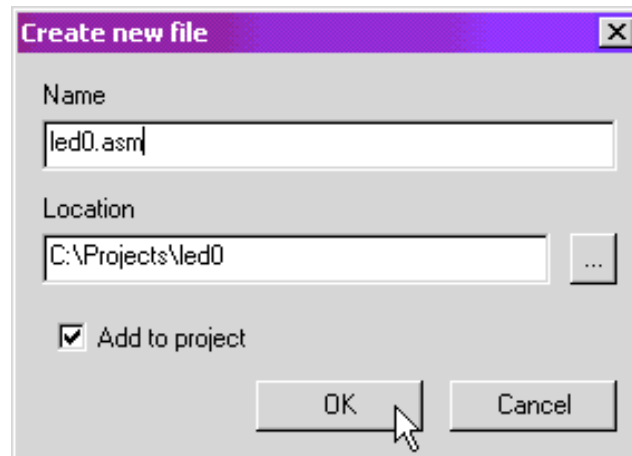 Create new file
Name
led0.asm
Location
C:\Projects\led0
...
Add to project
OK
Cancel